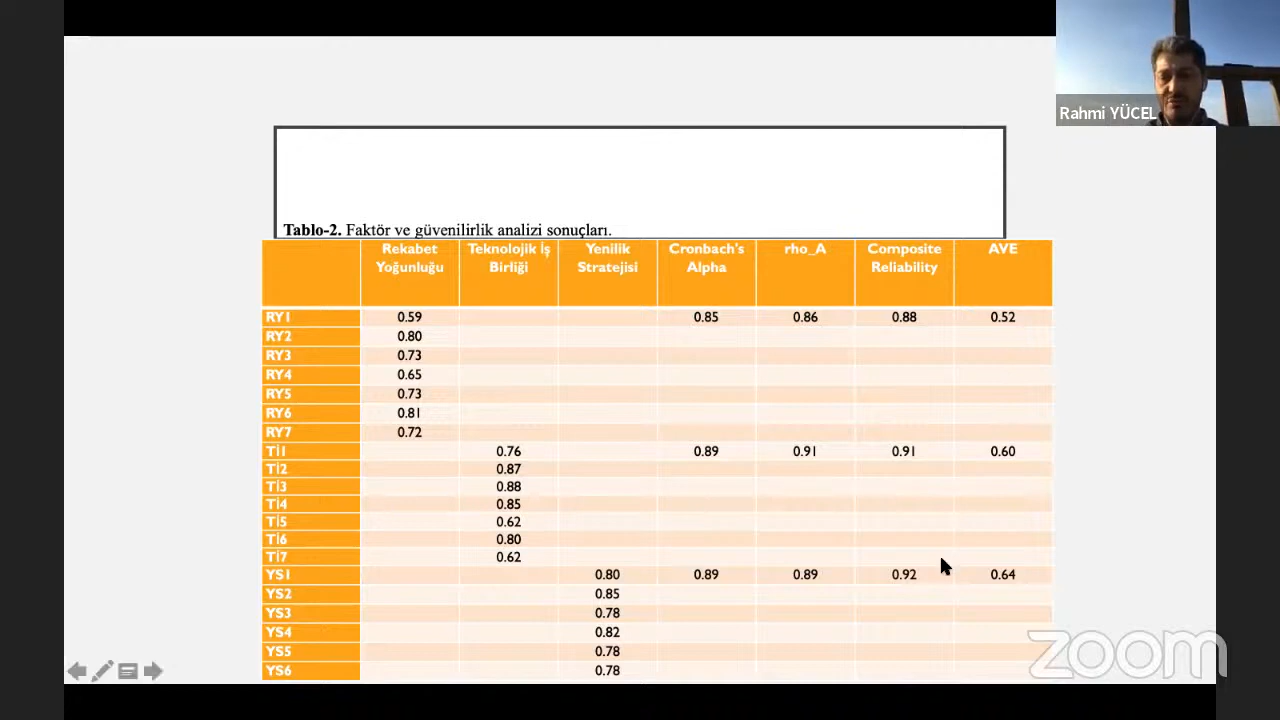 Rahmi YÜCEL
Tablo-2. Faktör ve güvenilirlik analizi sonuçları.
Rekabet Yoğunluğu Teknolojik İş Birliği Yenilik Stratejisi Cronbach's Alpha rho_A Composite Reliability AVE
RY1 0.59 0.85 0.86 0.88 0.52
RY2 0.80
RY3 0.73
RY4 0.65
RY5 0.73
RY6 0.81
RY7 0.72
Tİ1 0.76 0.89 0.91 0.91 0.60
Tİ2 0.87
Tİ3 0.88
Tİ4 0.85
Tİ5 0.62
Tİ6 0.80
Tİ7 0.62
YS1 0.80 0.89 0.89 0.92 0.64
YS2 0.85
YS3 0.78
YS4 0.82
YS5 0.78
YS6 0.78
zoom